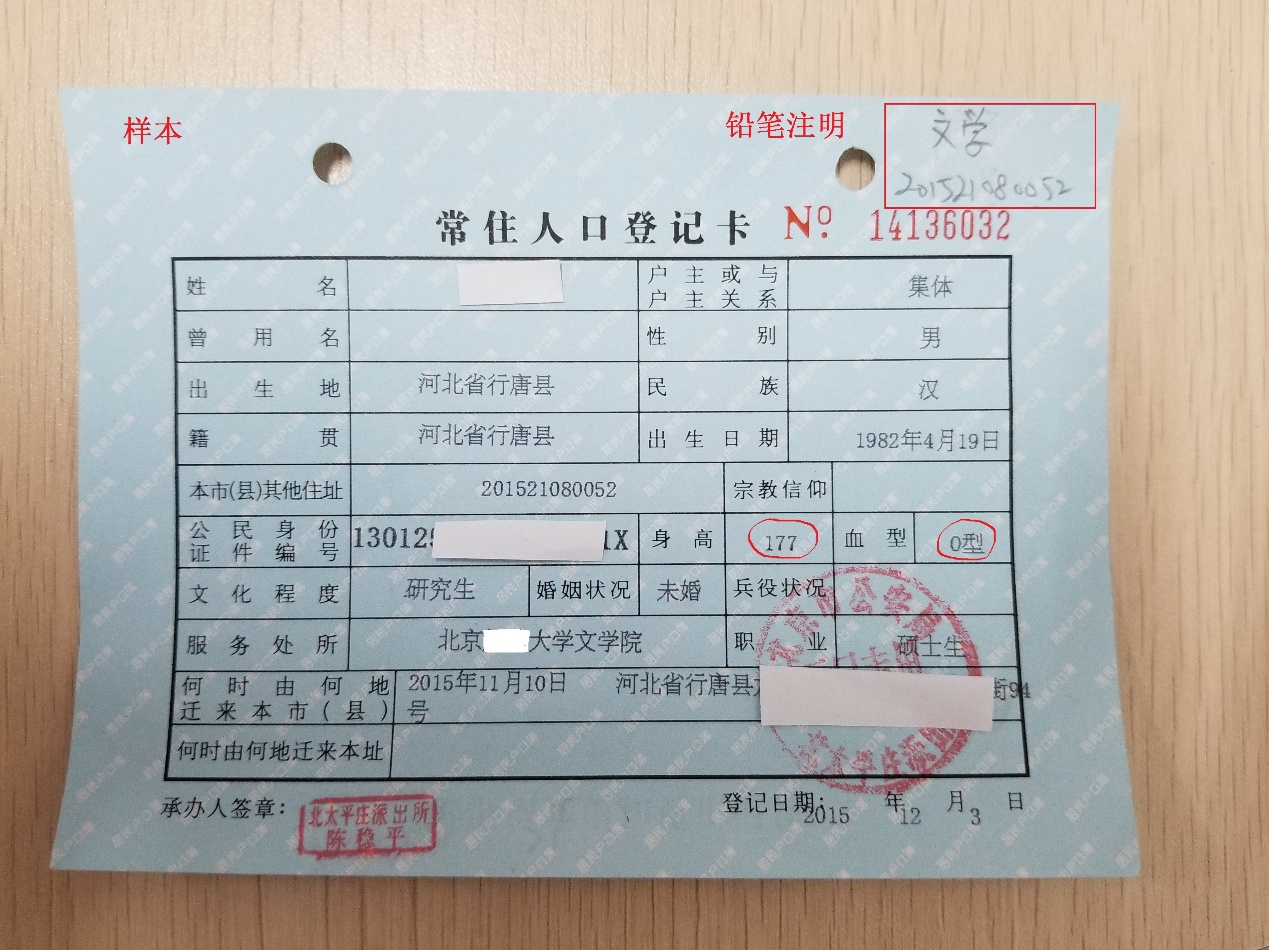 样本
铅笔注明
文学
201521080052
常住人口登记卡 Nº 14136032
姓名 户主或与户主关系 集体
曾用名 性别 男
出生地 河北省行唐县 民族 汉
籍贯 河北省行唐县 出生日期 1982年4月19日
本市(县)其他住址 201521080052 宗教信仰
公民身份证件编号 130125 1X 身高 177 血型 O型
文化程度 研究生 婚姻状况 未婚 兵役状况
服务处所 北京 大学文学院 职业 硕士生
何时由何地迁来本市(县) 2015年11月10日 河北省行唐县 街94号
何时由何地迁来本址
承办人签章: 北太平庄派出所 陈稳平 登记日期: 2015年12月3日